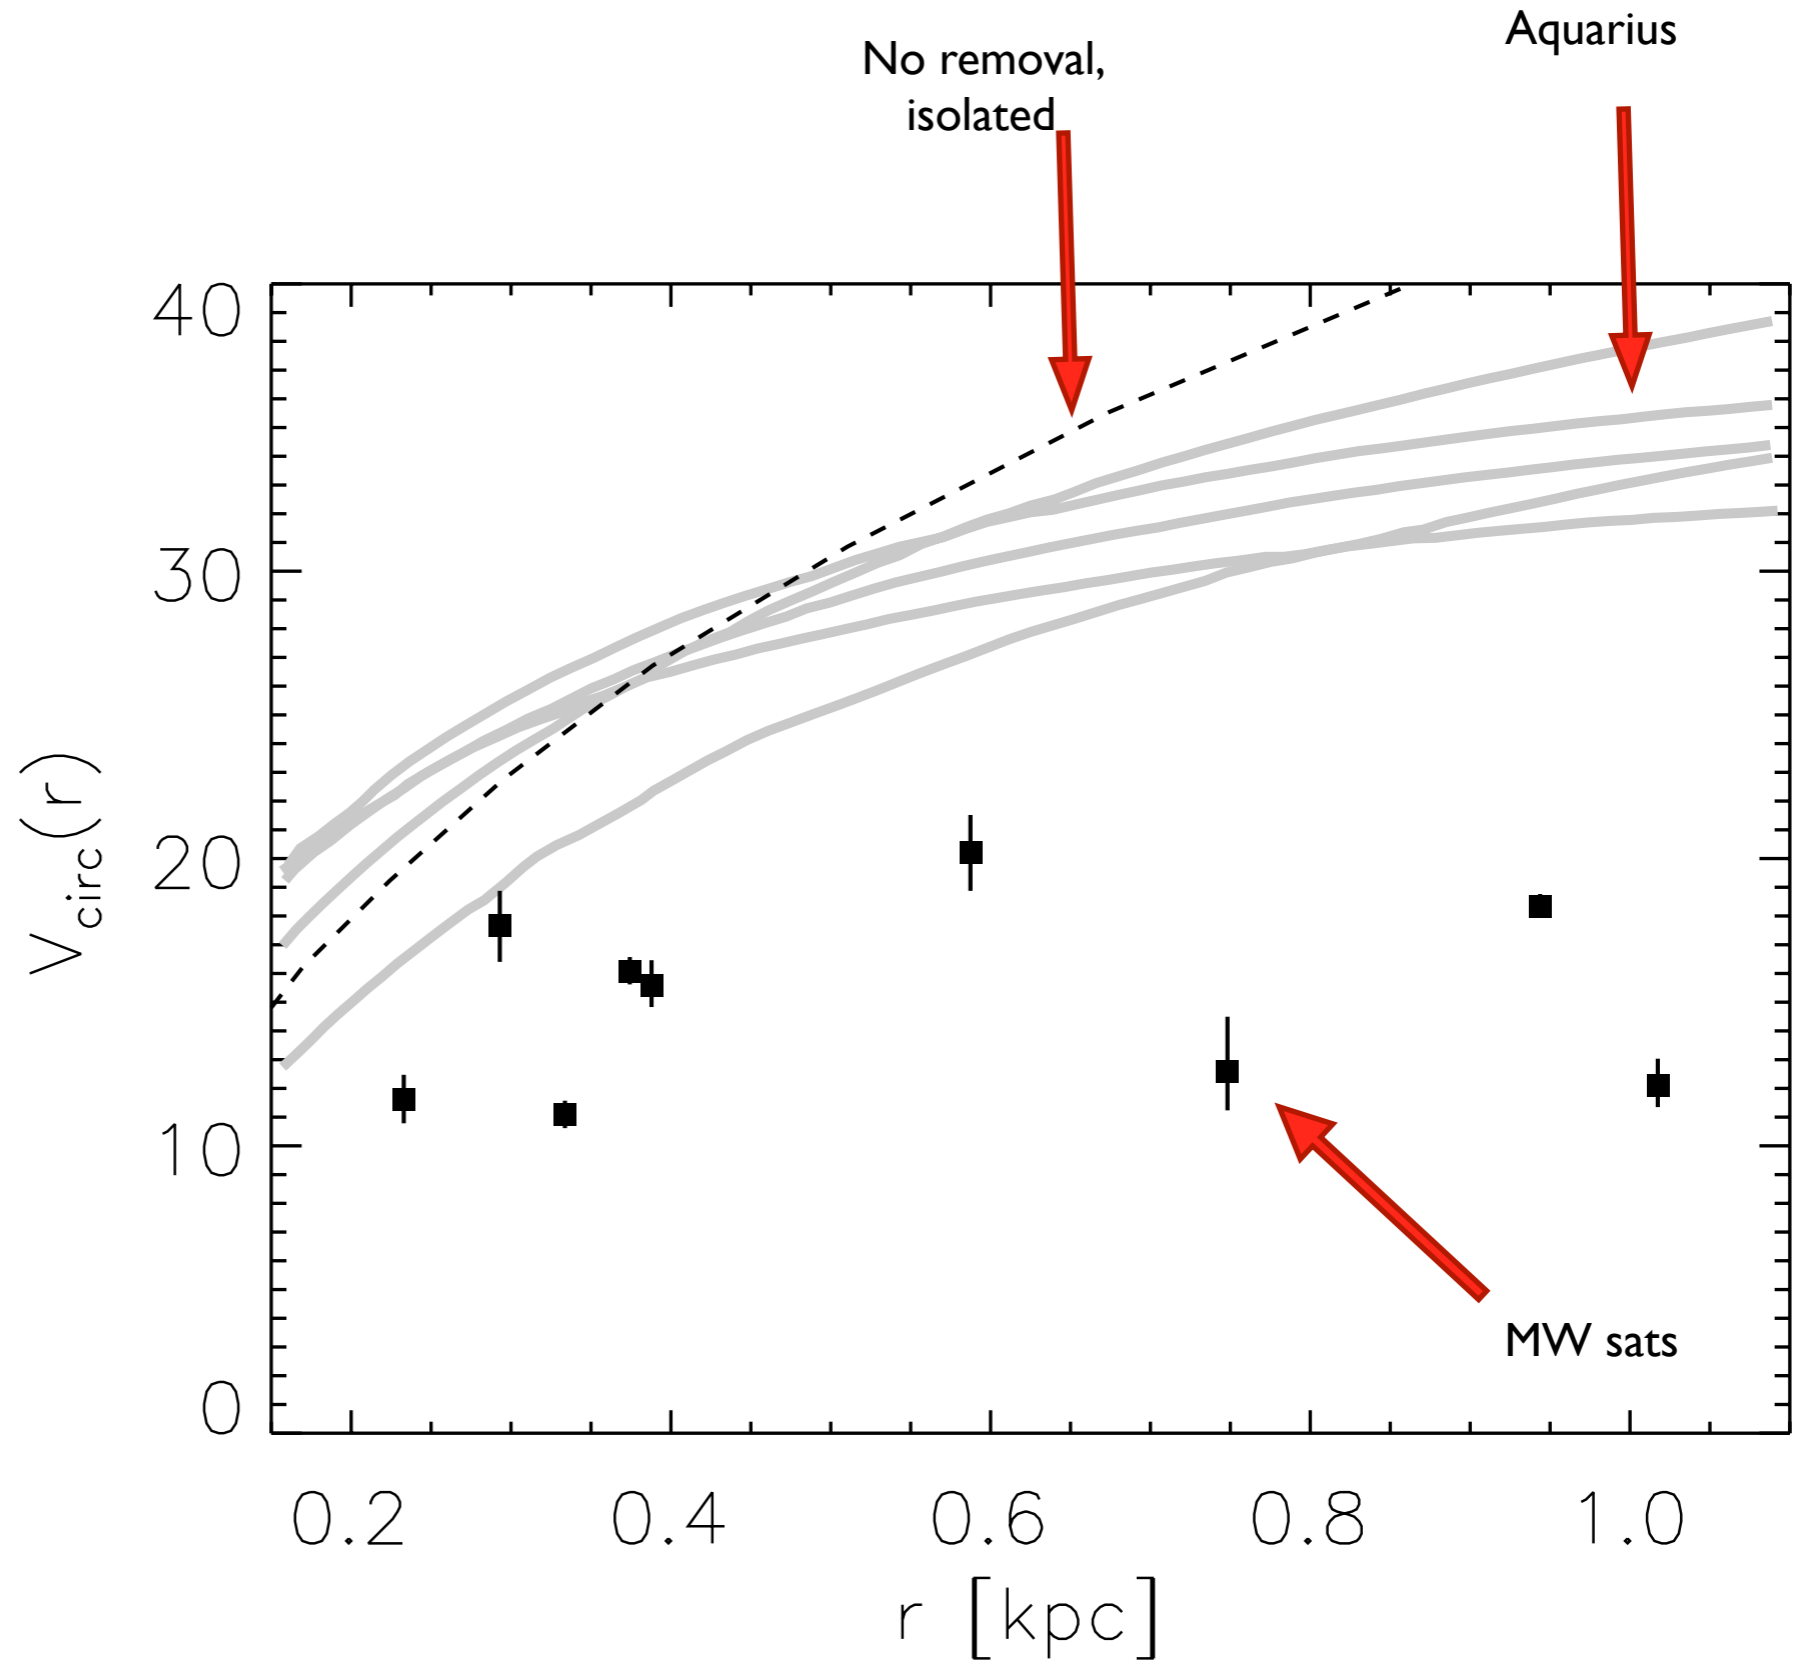 Aquarius
No removal,
isolated
40
30
20
10
0
V_circ(r)
MW sats
0.2 0.4 0.6 0.8 1.0
r [kpc]